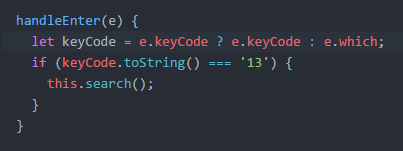 handleEnter(e) {
  let keyCode = e.keyCode ? e.keyCode : e.which;
  if (keyCode.toString() === '13') {
    this.search();
  }
}